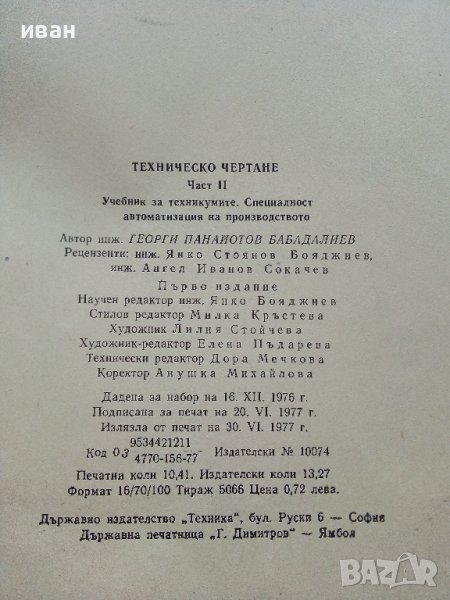 иван
ТЕХНИЧЕСКО ЧЕРТАНЕ
Част II
Учебник за техникумите. Специалност
автоматизация на производството
Автор инж. ГЕОРГИ ПАНАЙОТОВ БАБАДАЛИЕВ
Рецензенти: инж. Янко Стоянов Бояджиев,
инж. Ангел Иванов Сокачев
Първо издание
Научен редактор инж. Янко Бояджиев
Стилов редактор Милка Кръстева
Художник Лилия Стойчева
Художник-редактор Елена Пъдарева
Технически редактор Дора Мечкова
Коректор Анушка Михайлова
Дадена за набор на 16. XII. 1976 г.
Подписана за печат на 20. VI. 1977 г.
Излязла от печат на 30. VI. 1977 г.
Код 03 9534421211 / 4770-156-77 Издателски № 10074
Печатни коли 10,41. Издателски коли 13,27
Формат 16/70/100 Тираж 5066 Цена 0,72 лева.
Държавно издателство „Техника", бул. Руски 6 — София
Държавна печатница „Г. Димитров" — Ямбол
BAZAR